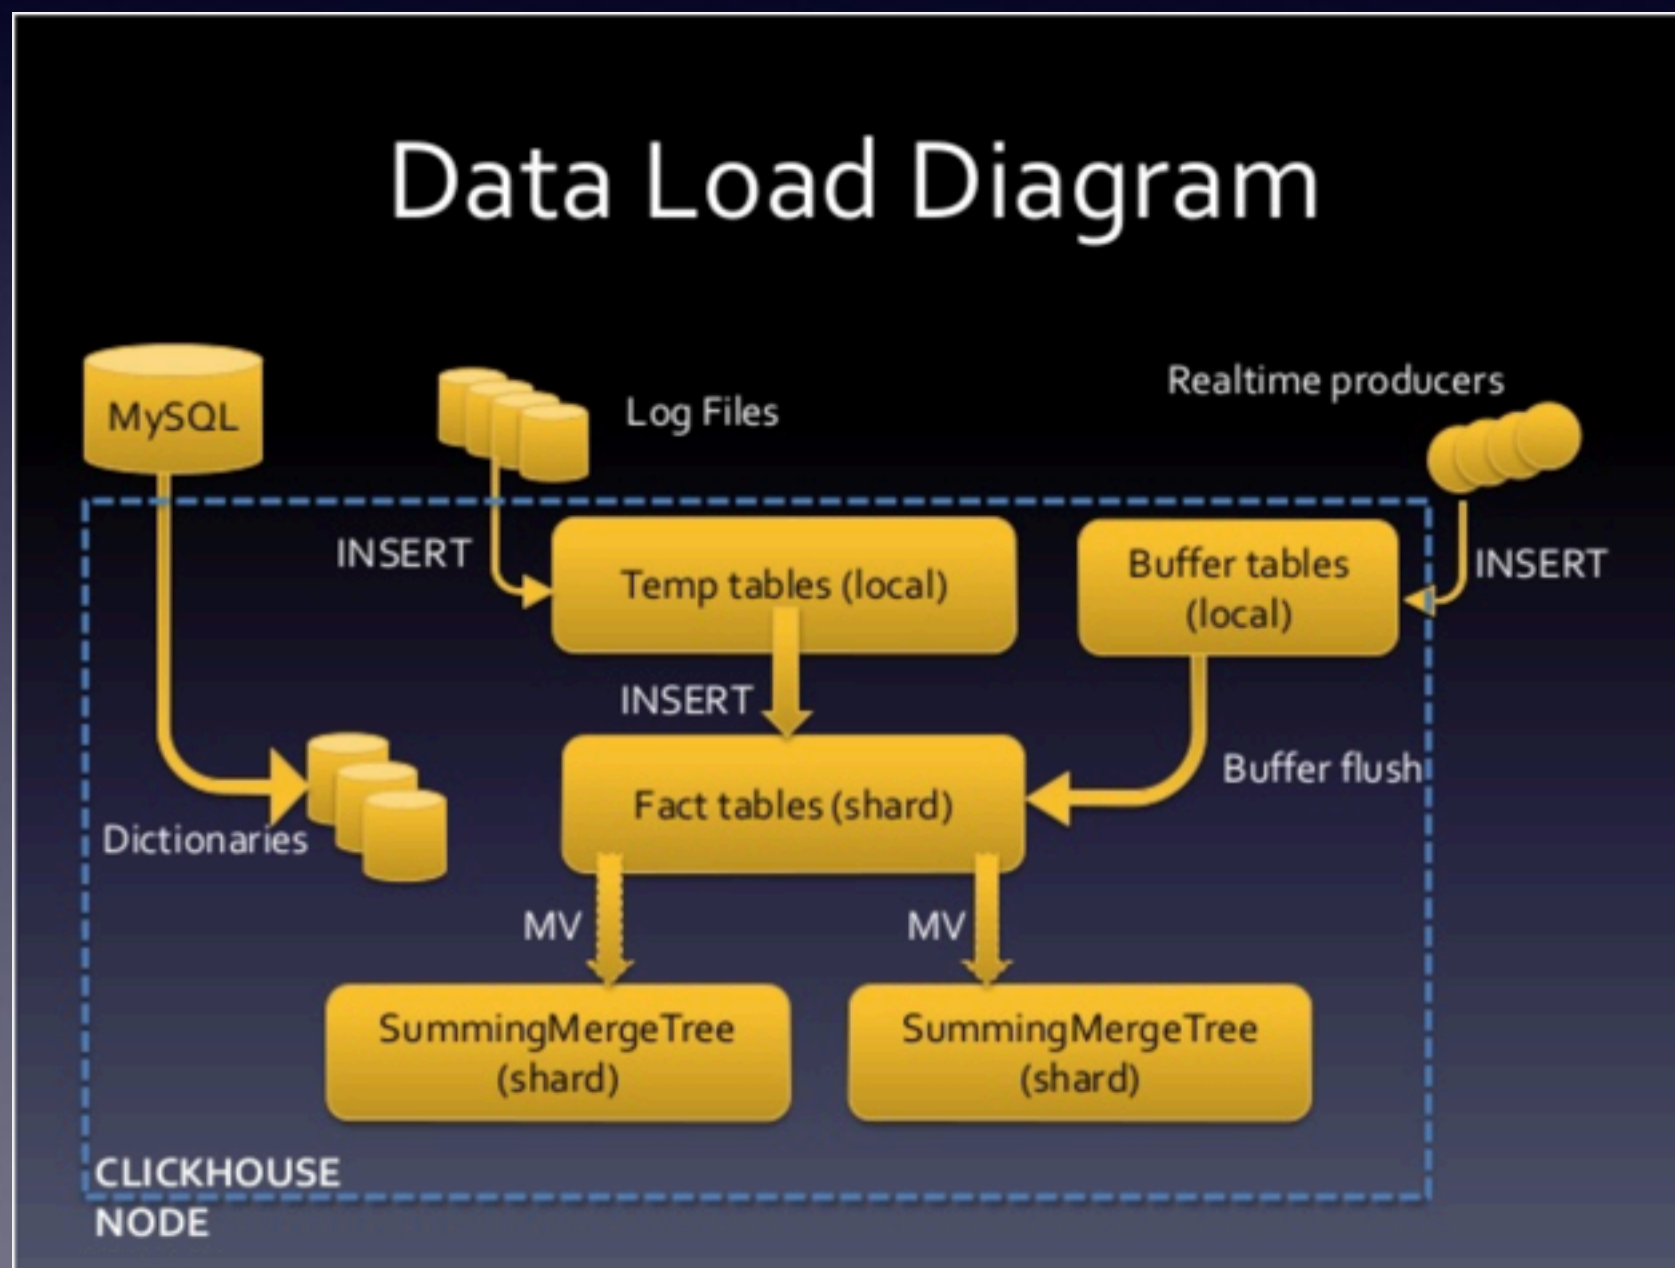 Data Load Diagram
Realtime producers
MySQL
Log Files
INSERT
Temp tables (local)
Buffer tables
(local)
INSERT
INSERT
Fact tables (shard)
Buffer flush
Dictionaries
MV
MV
SummingMergeTree
(shard)
SummingMergeTree
(shard)
CLICKHOUSE
NODE